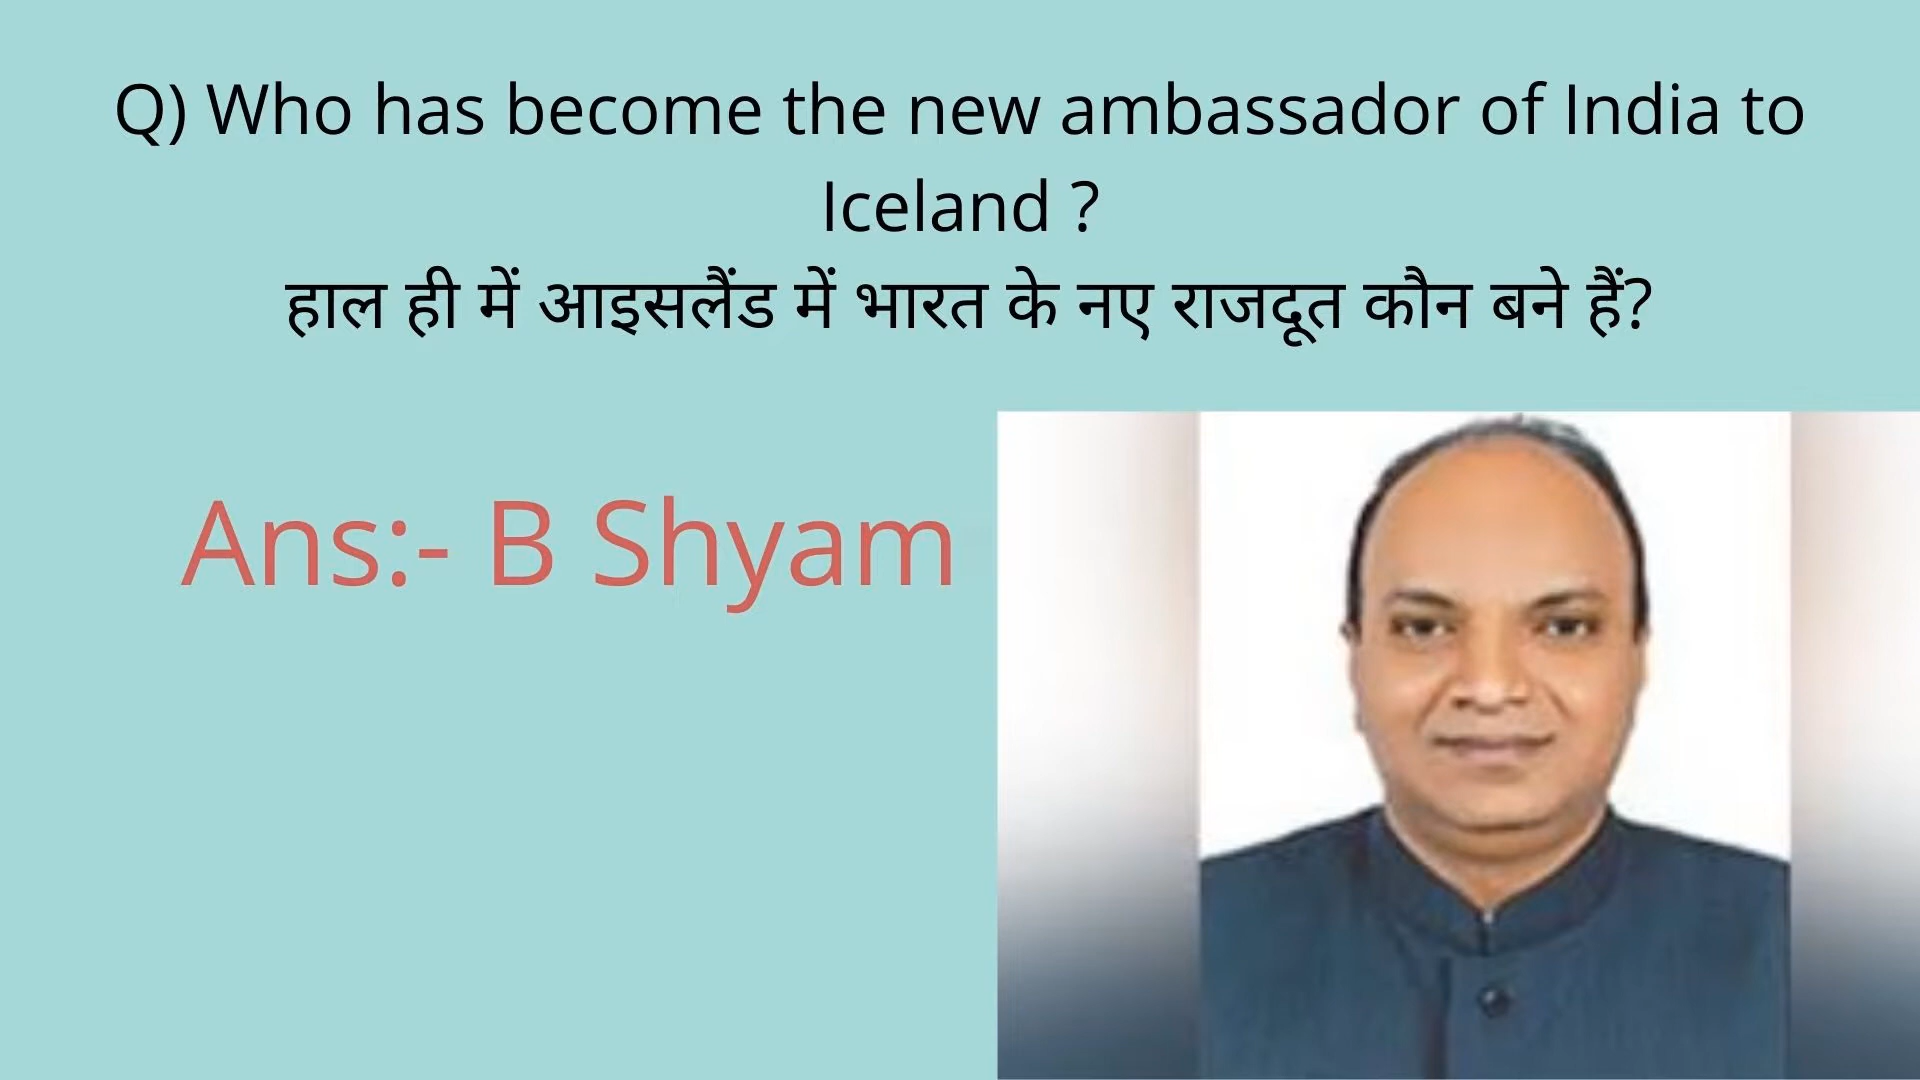 Q) Who has become the new ambassador of India to
Iceland ?
हाल ही में आइसलैंड में भारत के नए राजदूत कौन बने हैं?
Ans:- B Shyam